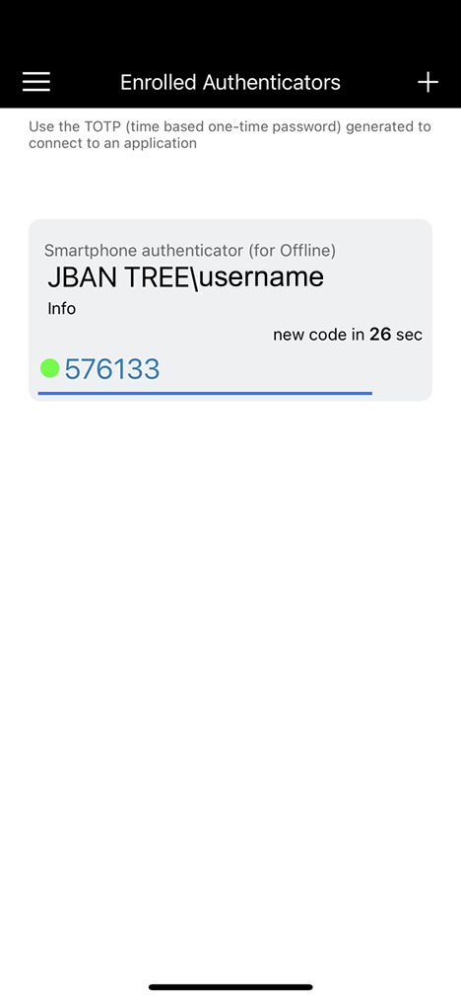 Enrolled Authenticators
Use the TOTP (time based one-time password) generated to
connect to an application
Smartphone authenticator (for Offline)
JBAN TREE\username
Info
new code in 26 sec
576133